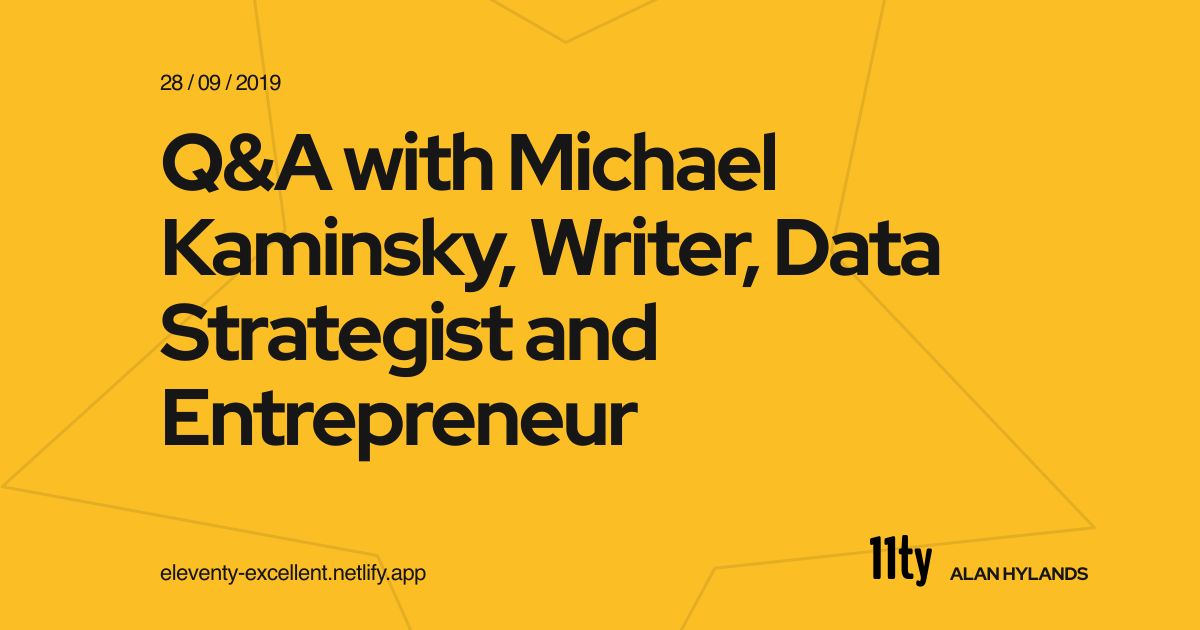 28 / 09 / 2019
Q&A with Michael
Kaminsky, Writer, Data
Strategist and
Entrepreneur
eleventy-excellent.netlify.app
11ty
ALAN HYLANDS